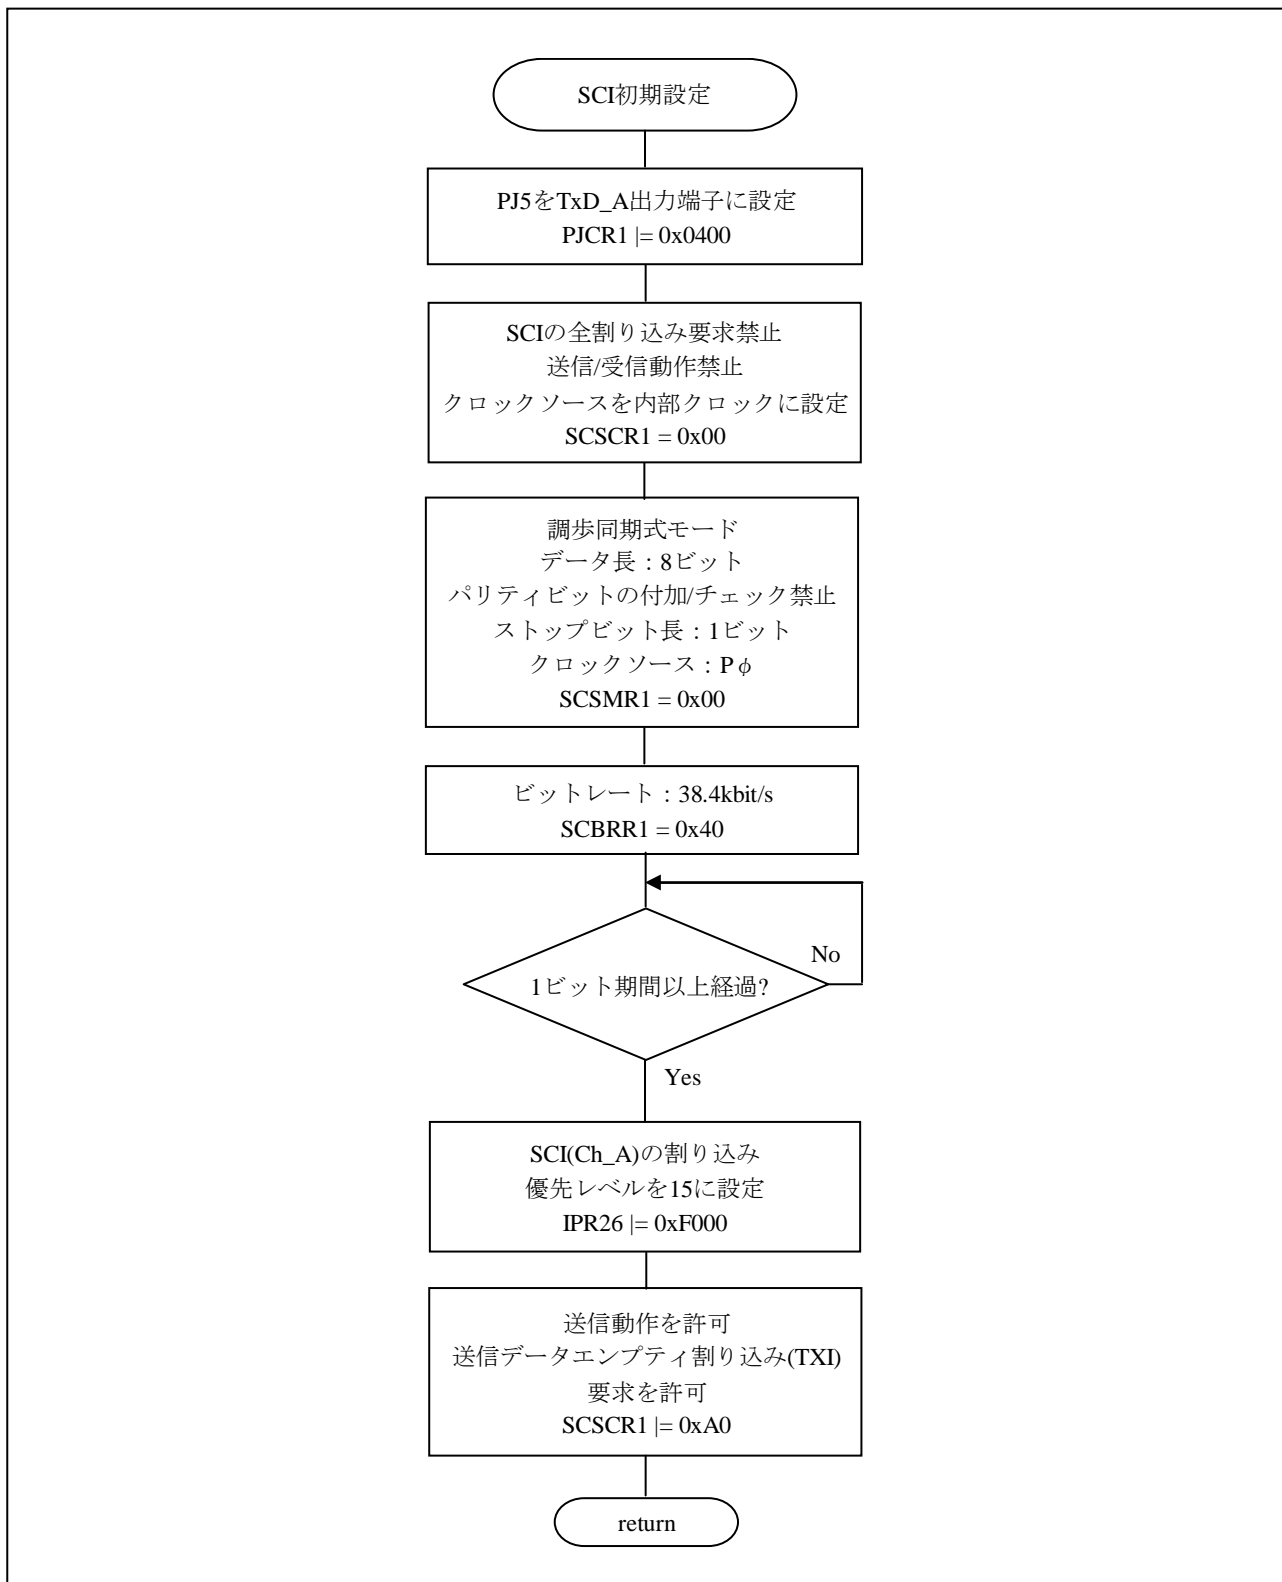 SCI初期設定
PJ5をTxD_A出力端子に設定
PJCR1 |= 0x0400
SCIの全割り込み要求禁止
送信/受信動作禁止
クロックソースを内部クロックに設定
SCSCR1 = 0x00
調歩同期式モード
データ長：8ビット
パリティビットの付加/チェック禁止
ストップビット長：1ビット
クロックソース：Pφ
SCSMR1 = 0x00
ビットレート：38.4kbit/s
SCBRR1 = 0x40
No
1ビット期間以上経過?
Yes
SCI(Ch_A)の割り込み
優先レベルを15に設定
IPR26 |= 0xF000
送信動作を許可
送信データエンプティ割り込み(TXI)
要求を許可
SCSCR1 |= 0xA0
return